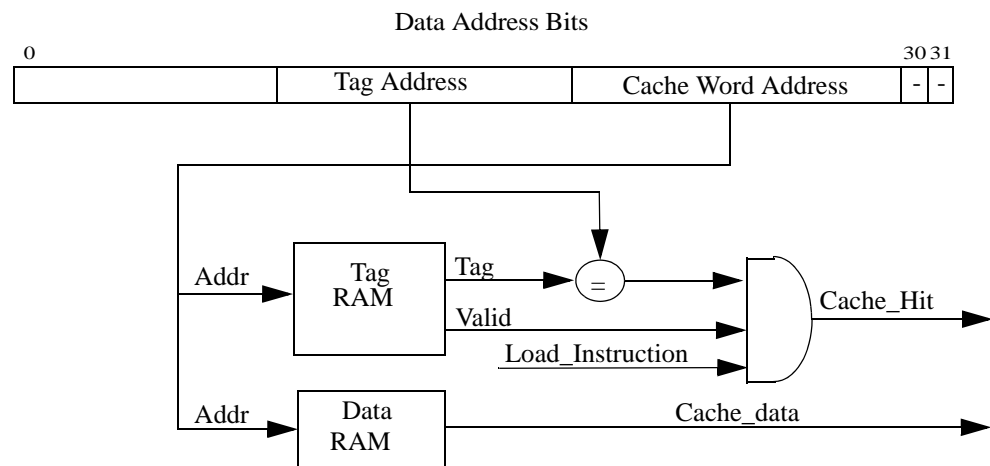 Data Address Bits
0 30 31
Tag Address Cache Word Address - -
Addr
Tag
RAM
Tag
=
Valid
Load_Instruction
Cache_Hit
Addr
Data
RAM
Cache_data